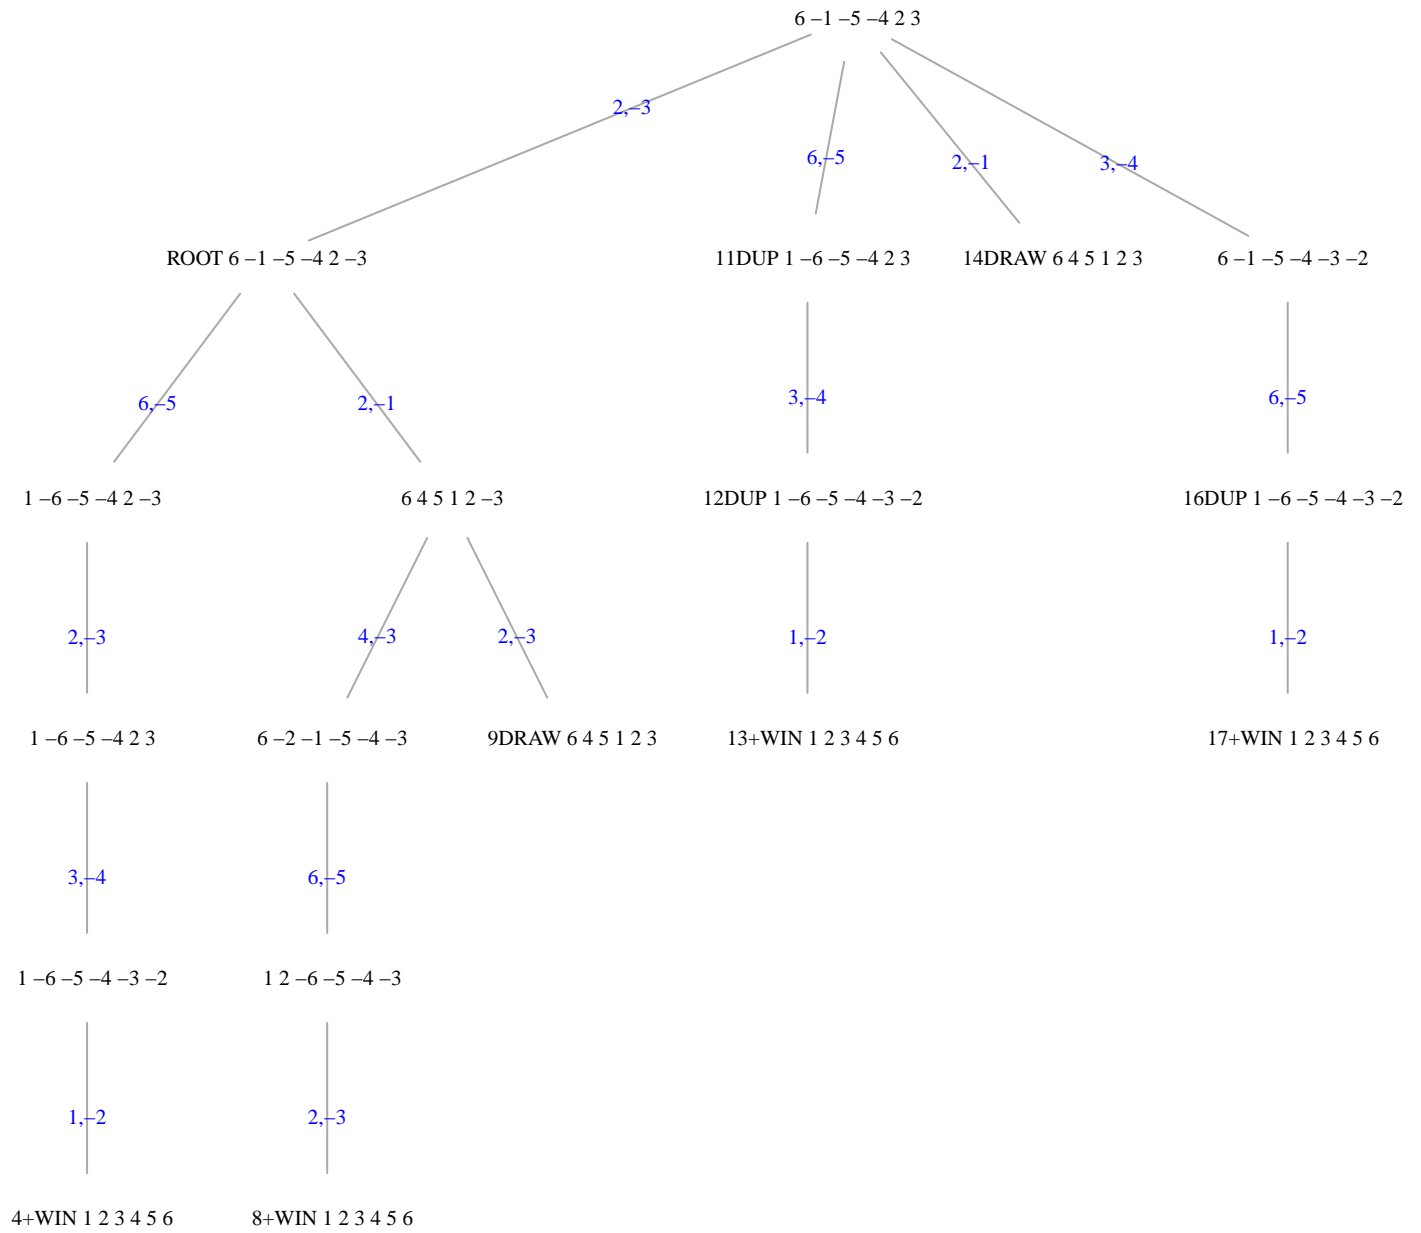 6 –1 –5 –4 2 3
2,–3
6,–5
2,–1
3,–4
ROOT 6 –1 –5 –4 2 –3
11DUP 1 –6 –5 –4 2 3
14DRAW 6 4 5 1 2 3
6 –1 –5 –4 –3 –2
6,–5
2,–1
3,–4
6,–5
1 –6 –5 –4 2 –3
6 4 5 1 2 –3
12DUP 1 –6 –5 –4 –3 –2
16DUP 1 –6 –5 –4 –3 –2
2,–3
4,–3
2,–3
1,–2
1,–2
1 –6 –5 –4 2 3
6 –2 –1 –5 –4 –3
9DRAW 6 4 5 1 2 3
13+WIN 1 2 3 4 5 6
17+WIN 1 2 3 4 5 6
3,–4
6,–5
1 –6 –5 –4 –3 –2
1 2 –6 –5 –4 –3
1,–2
2,–3
4+WIN 1 2 3 4 5 6
8+WIN 1 2 3 4 5 6